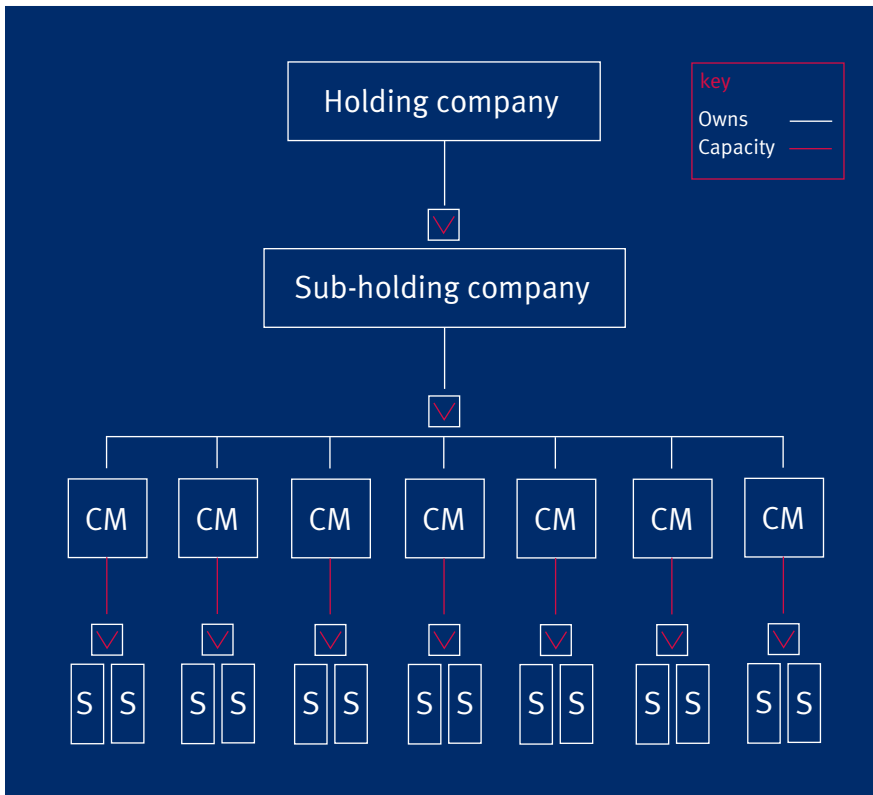 Holding company
key
Owns
Capacity
Sub-holding company
CM CM CM CM CM CM CM
S S S S S S S S S S S S S S